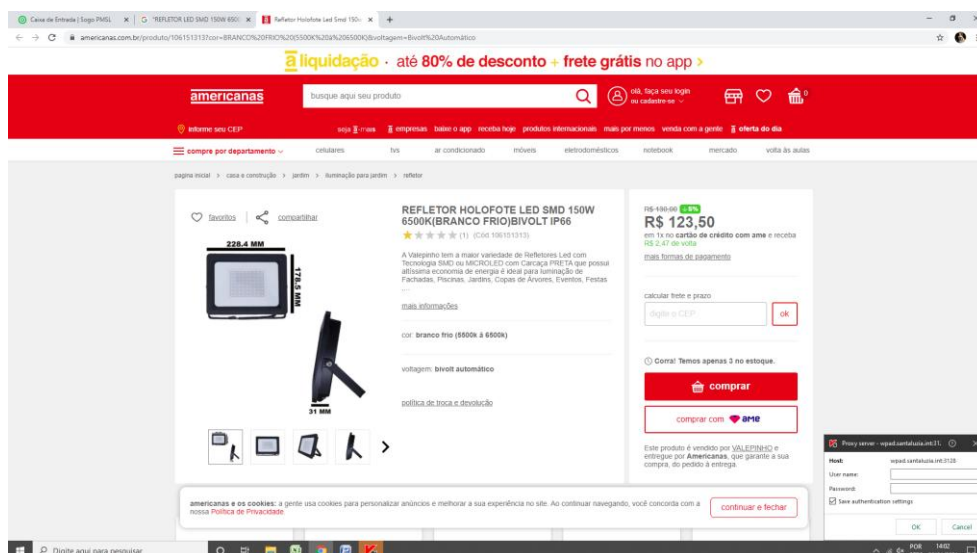 Caixa de Entrada | Sogo PMSL
"REFLETOR LED SMD 150W 6500
Refletor Holofote Led Smd 150w
americanas.com.br/produto/106151313?cor=BRANCO%20FRIO%20(5500K%20à%206500K)&voltagem=Bivolt%20Automático
a liquidação · até 80% de desconto + frete grátis no app >
americanas
busque aqui seu produto
olá, faça seu login
ou cadastre-se
0
informe seu CEP
seja a-mais a empresas baixe o app receba hoje produtos internacionais mais por menos venda com a gente a oferta do dia
compre por departamento
celulares tvs ar condicionado móveis eletrodomésticos notebook mercado volta às aulas
pagina inicial > casa e construção > jardim > iluminação para jardim > refletor
favoritos compartilhar
228.4 MM
178.5 MM
31 MM
REFLETOR HOLOFOTE LED SMD 150W
6500K(BRANCO FRIO)BIVOLT IP66
(1) (Cód 106151313)
A Valepinho tem a maior variedade de Refletores Led com
Tecnologia SMD ou MICROLED com Carcaça PRETA que possui
altíssima economia de energia é ideal para Iluminação de
Fachadas, Piscinas, Jardins, Copas de Árvores, Eventos, Festas
...
mais informações
cor: branco frio (5500k á 6500k)
voltagem: bivolt automático
política de troca e devolução
R$ 130,00 5%
R$ 123,50
em 1x no cartão de crédito com ame e receba
R$ 2,47 de volta
mais formas de pagamento
calcular frete e prazo
digite o CEP
ok
Corra! Temos apenas 3 no estoque.
comprar
comprar com ame
Este produto é vendido por VALEPINHO e
entregue por Americanas, que garante a sua
compra, do pedido à entrega.
americanas e os cookies: a gente usa cookies para personalizar anúncios e melhorar a sua experiência no site. Ao continuar navegando, você concorda com a
nossa Política de Privacidade
continuar e fechar
Proxy server - wpad.santaluzia.int:31.
Host: wpad.santaluzia.int:3128
User name:
Password:
Save authentication settings
OK Cancel
Digite aqui para pesquisar
POR 14:02